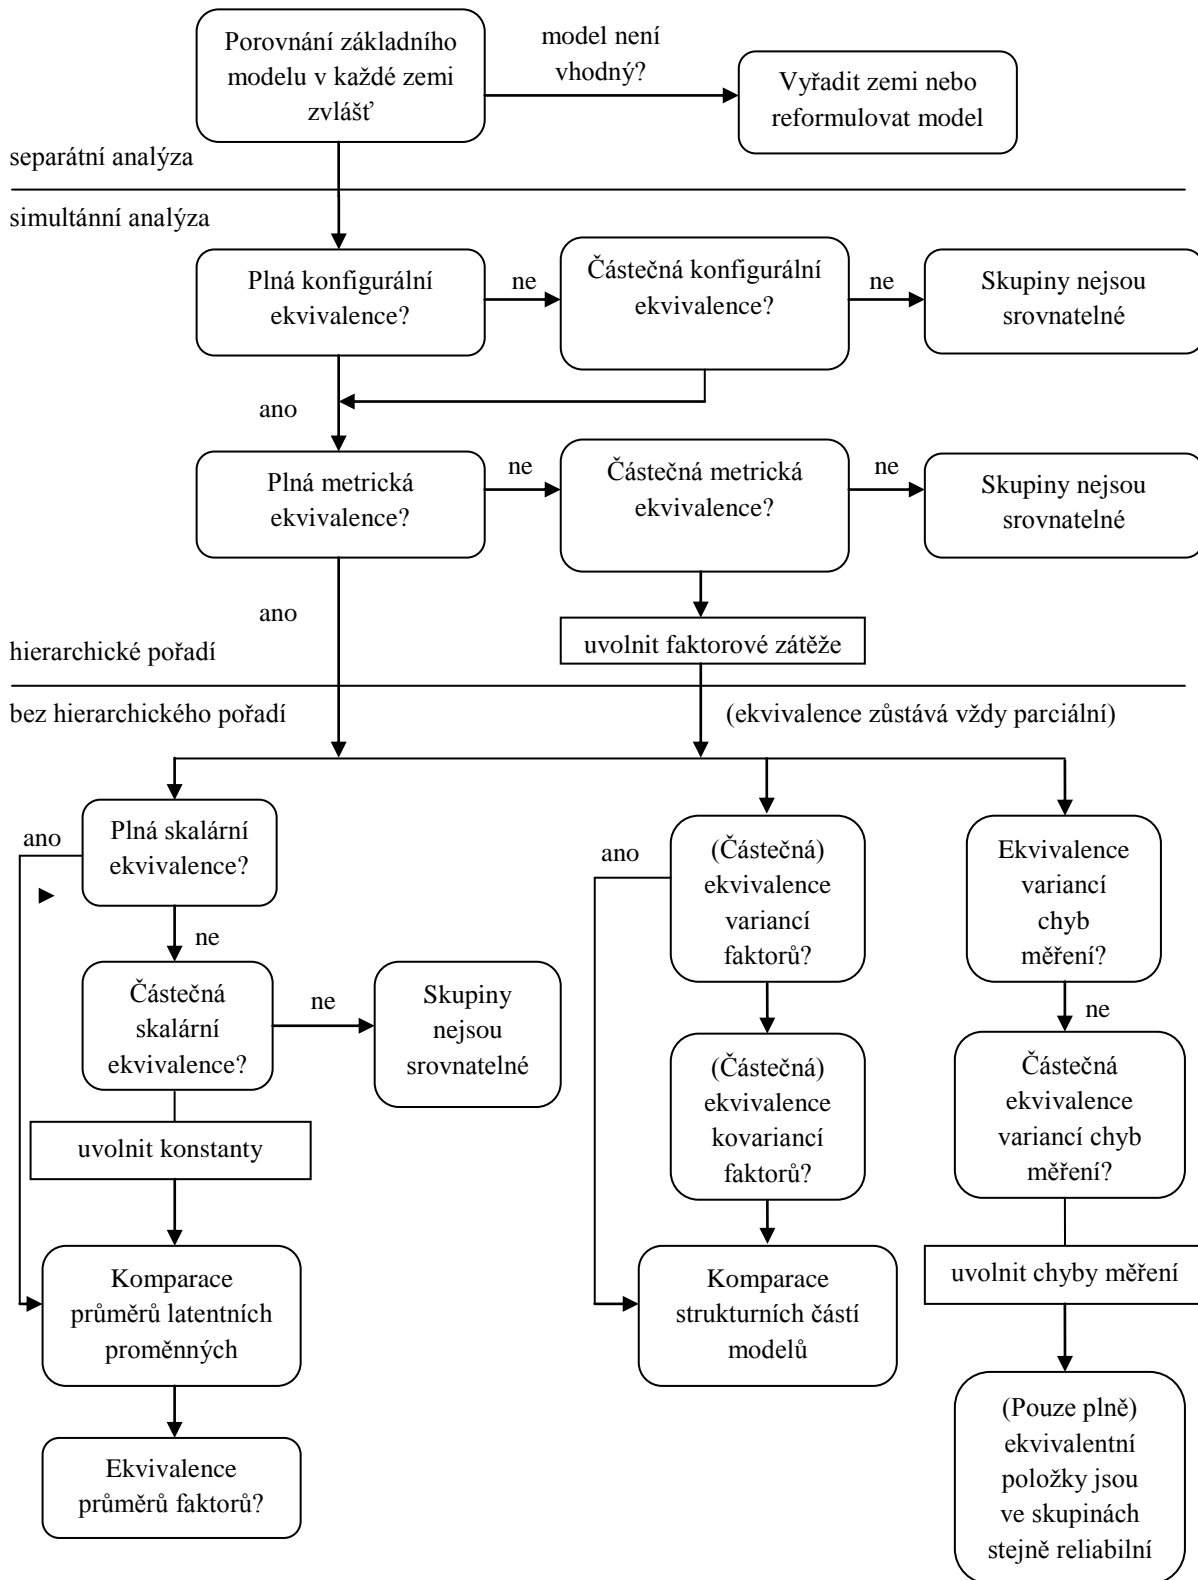 Porovnání základního
modelu v každé zemi
zvlášť
model není
vhodný?
Vyřadit zemi nebo
reformulovat model
separátní analýza
simultánní analýza
Plná konfigurální
ekvivalence?
ne
Částečná konfigurální
ekvivalence?
ne
Skupiny nejsou
srovnatelné
ano
Plná metrická
ekvivalence?
ne
Částečná metrická
ekvivalence?
ne
Skupiny nejsou
srovnatelné
ano
uvolnit faktorové zátěže
hierarchické pořadí
bez hierarchického pořadí
(ekvivalence zůstává vždy parciální)
ano
Plná skalární
ekvivalence?
ne
Částečná
skalární
ekvivalence?
ne
Skupiny
nejsou
srovnatelné
uvolnit konstanty
Komparace
průměrů latentních
proměnných
Ekvivalence
průměrů faktorů?
ano
(Částečná)
ekvivalence
variancí
faktorů?
(Částečná)
ekvivalence
kovariancí
faktorů?
Komparace
strukturních částí
modelů
Ekvivalence
variancí
chyb
měření?
ne
Částečná
ekvivalence
variancí chyb
měření?
uvolnit chyby měření
(Pouze plně)
ekvivalentní
položky jsou
ve skupinách
stejně reliabilní